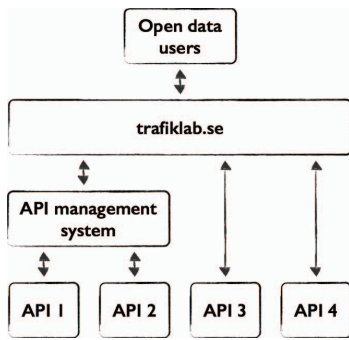 Open data
users
trafiklab.se
API management
system
API 1
API 2
API 3
API 4